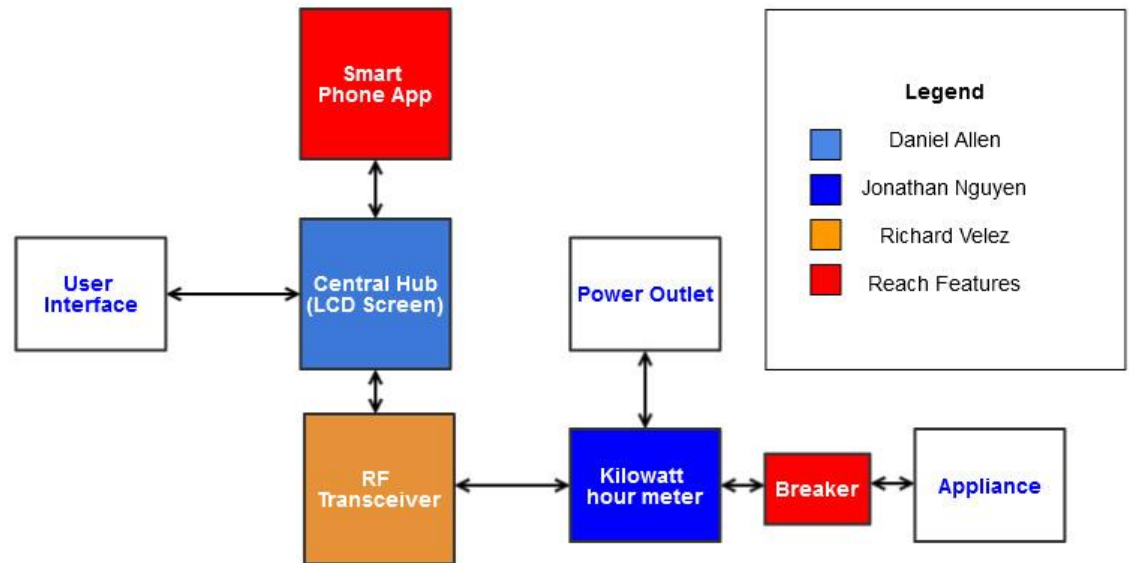 Smart
Phone App
Legend
Daniel Allen
Jonathan Nguyen
Richard Velez
Reach Features
User
Interface
Central Hub
(LCD Screen)
Power Outlet
RF
Transceiver
Kilowatt
hour meter
Breaker
Appliance